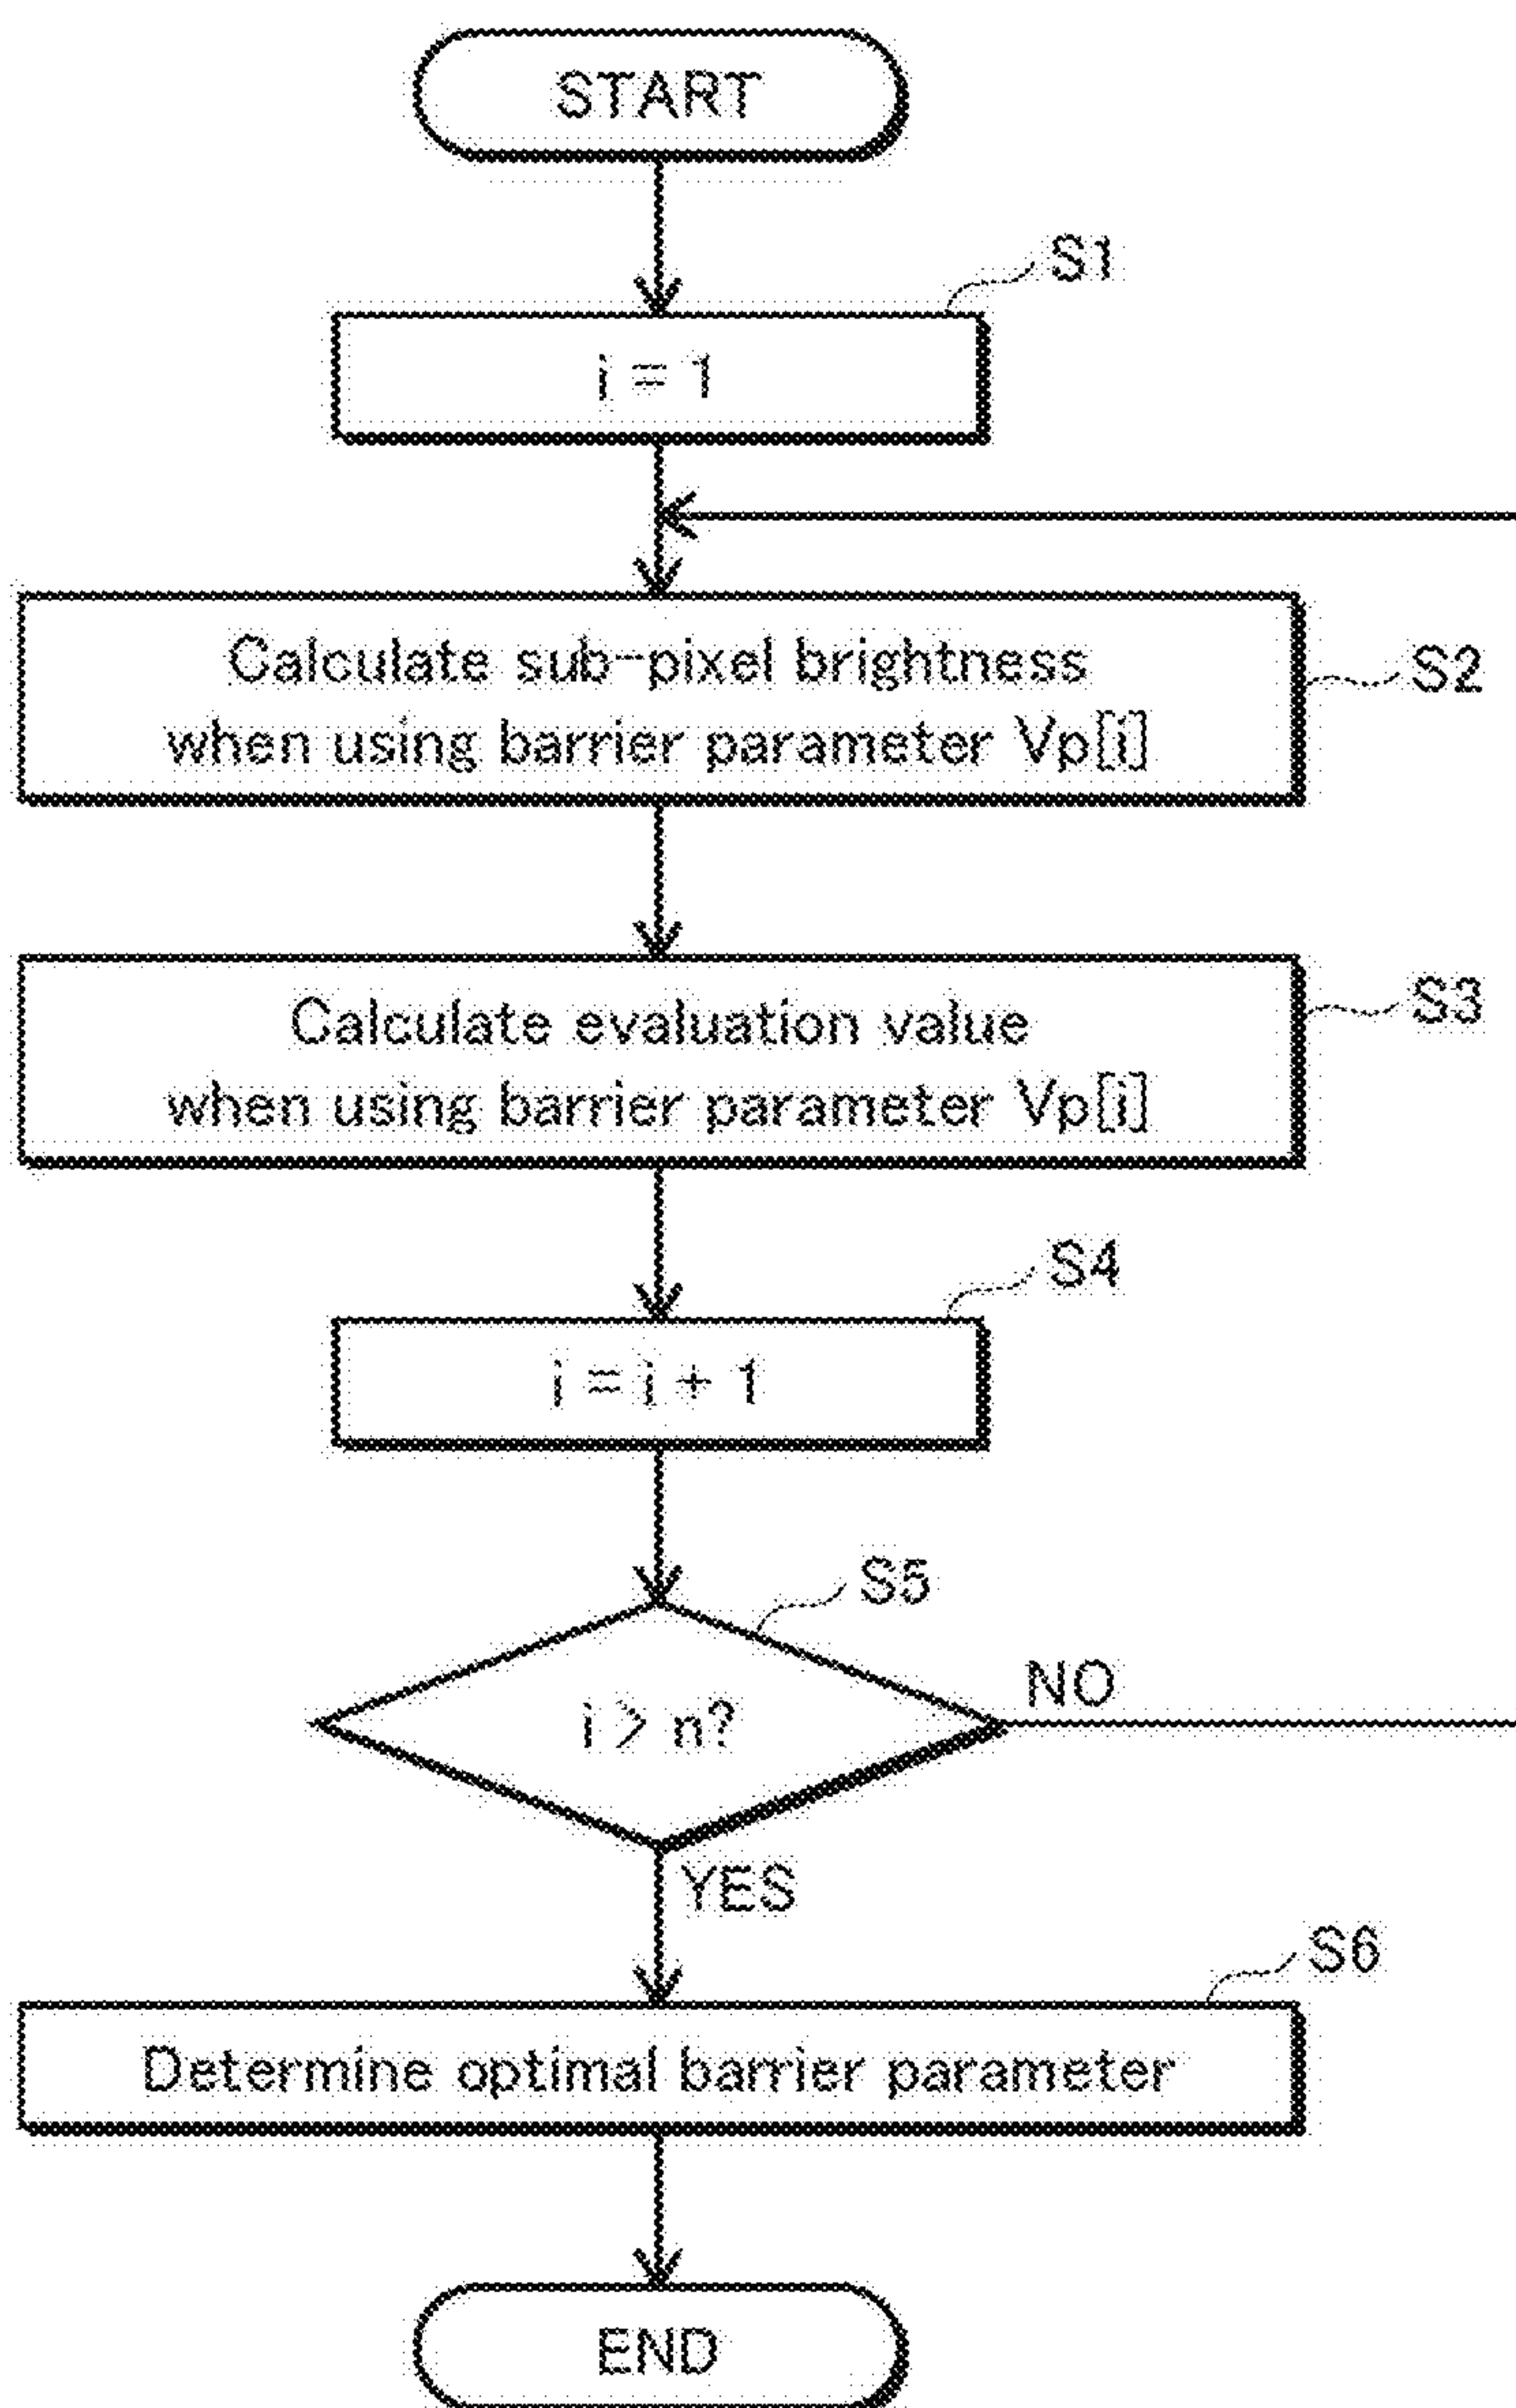 START
S1
i = 1
Calculate sub-pixel brightness
when using barrier parameter Vp[i]
S2
Calculate evaluation value
when using barrier parameter Vp[i]
S3
S4
i = i + 1
S5
i > n?
NO
YES
S6
Determine optimal barrier parameter
END